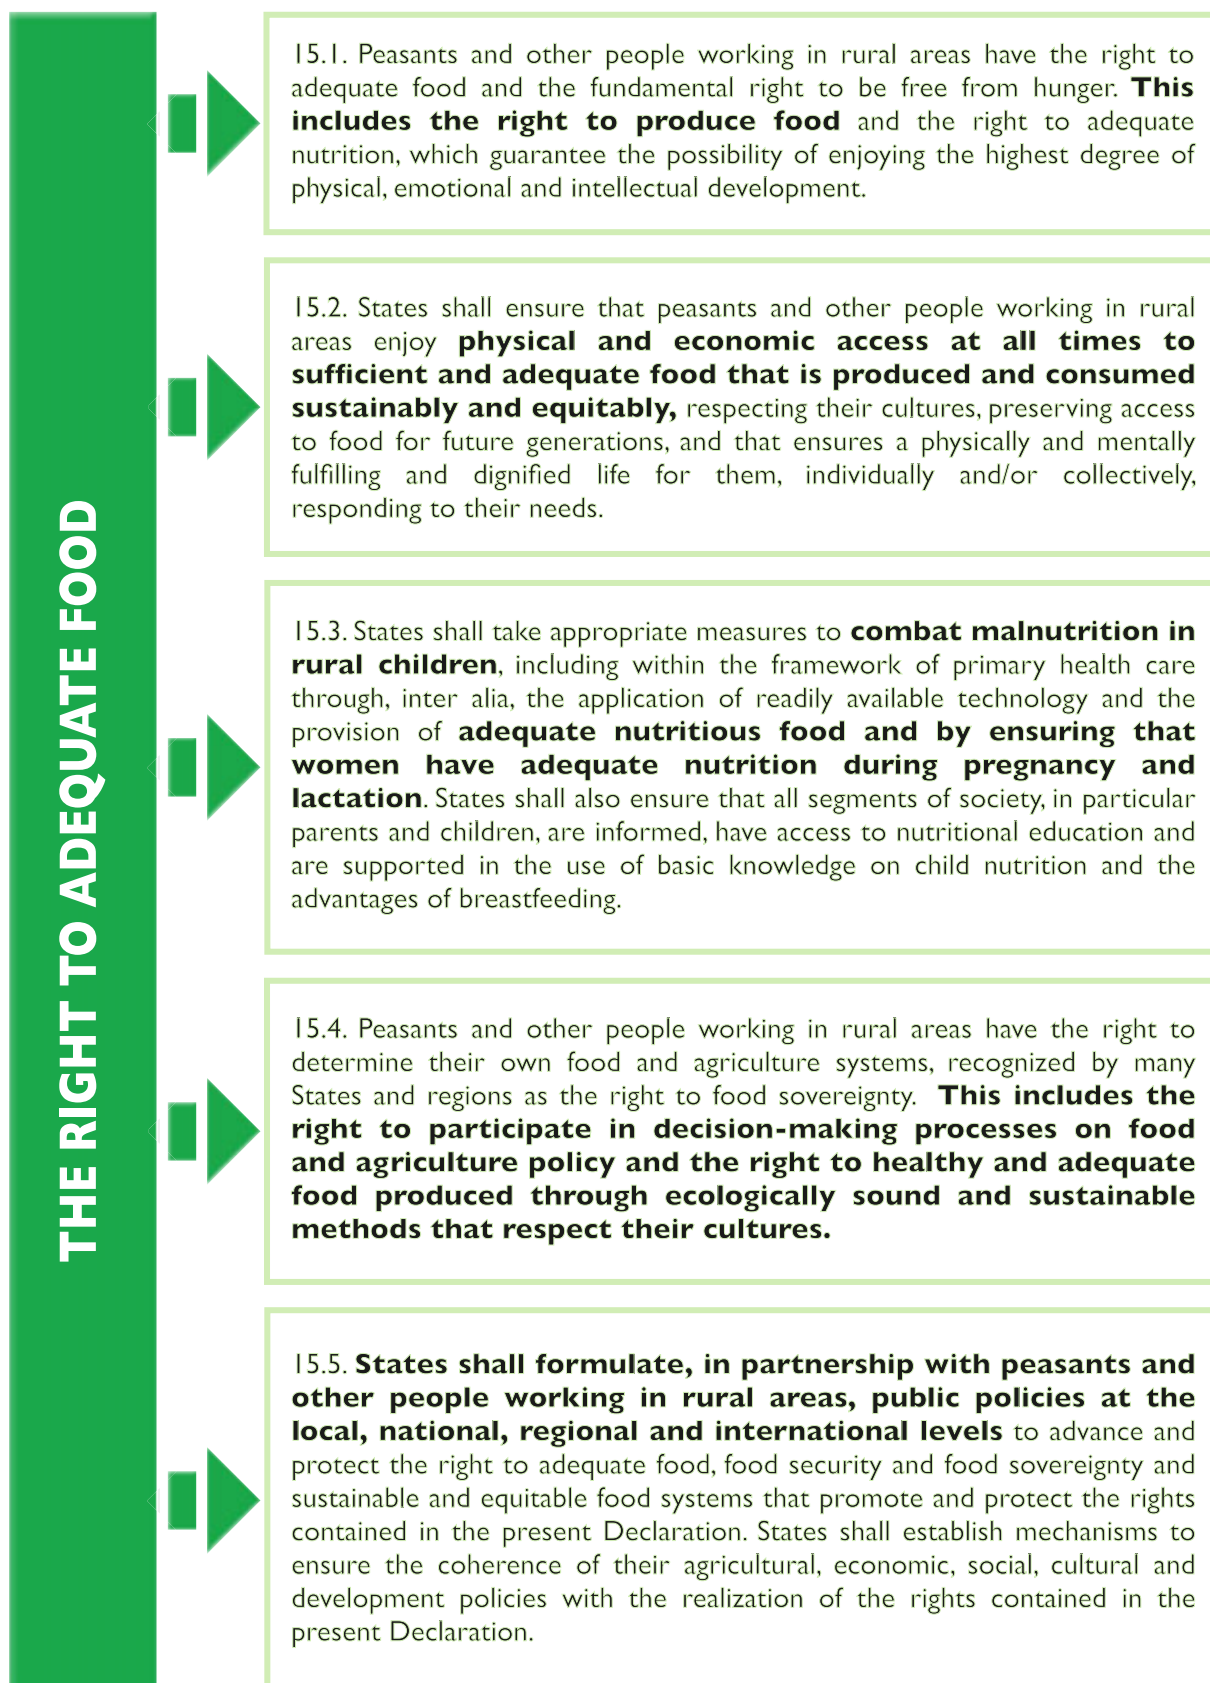 THE RIGHT TO ADEQUATE FOOD
15.1. Peasants and other people working in rural areas have the right to
adequate food and the fundamental right to be free from hunger. This
includes the right to produce food and the right to adequate
nutrition, which guarantee the possibility of enjoying the highest degree of
physical, emotional and intellectual development.
15.2. States shall ensure that peasants and other people working in rural
areas enjoy physical and economic access at all times to
sufficient and adequate food that is produced and consumed
sustainably and equitably, respecting their cultures, preserving access
to food for future generations, and that ensures a physically and mentally
fulfilling and dignified life for them, individually and/or collectively,
responding to their needs.
15.3. States shall take appropriate measures to combat malnutrition in
rural children, including within the framework of primary health care
through, inter alia, the application of readily available technology and the
provision of adequate nutritious food and by ensuring that
women have adequate nutrition during pregnancy and
lactation. States shall also ensure that all segments of society, in particular
parents and children, are informed, have access to nutritional education and
are supported in the use of basic knowledge on child nutrition and the
advantages of breastfeeding.
15.4. Peasants and other people working in rural areas have the right to
determine their own food and agriculture systems, recognized by many
States and regions as the right to food sovereignty. This includes the
right to participate in decision-making processes on food
and agriculture policy and the right to healthy and adequate
food produced through ecologically sound and sustainable
methods that respect their cultures.
15.5. States shall formulate, in partnership with peasants and
other people working in rural areas, public policies at the
local, national, regional and international levels to advance and
protect the right to adequate food, food security and food sovereignty and
sustainable and equitable food systems that promote and protect the rights
contained in the present Declaration. States shall establish mechanisms to
ensure the coherence of their agricultural, economic, social, cultural and
development policies with the realization of the rights contained in the
present Declaration.